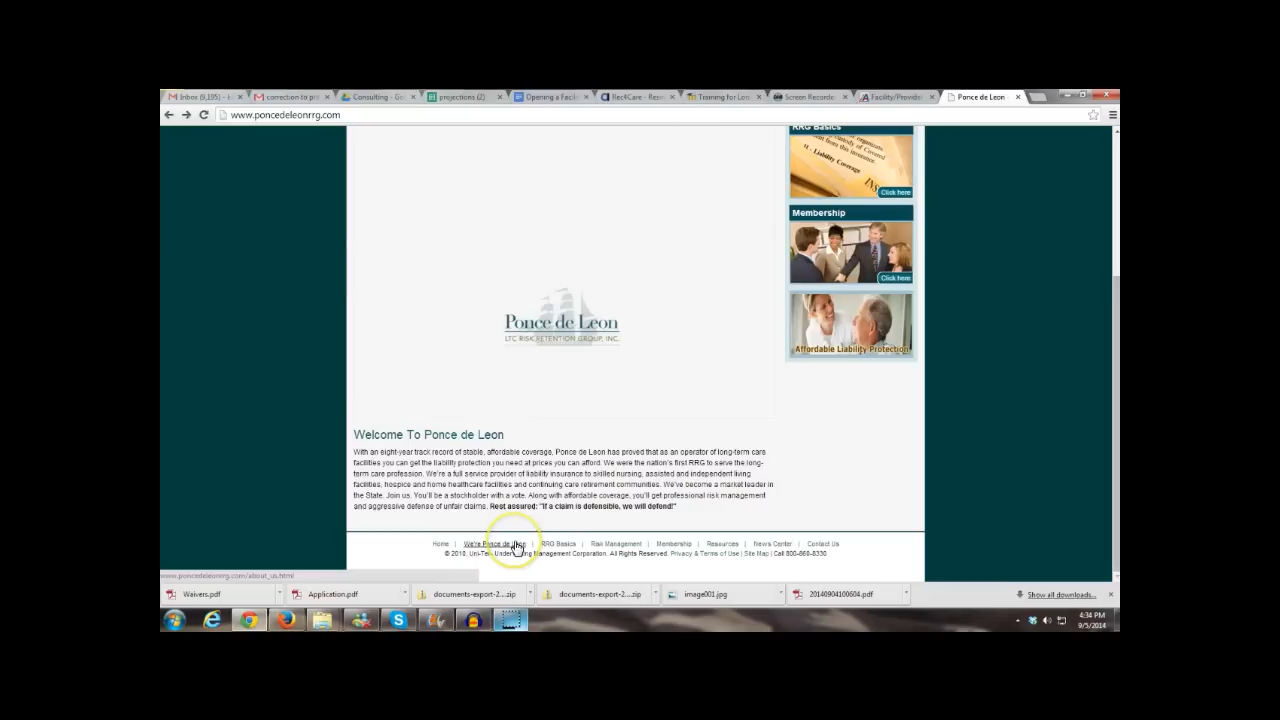 Inbox (9,195) -
correction to pr
Consulting - Go
projections (2)
Opening a Facili
Rec4Care - Rese
Training for Lon
Screen Recorde
Facility/Provide
Ponce de Leon
www.poncedeleonrrg.com
RRG Basics
Liability Coverage
Click here
Membership
Click here
Ponce de Leon
LTC RISK RETENTION GROUP, INC.
Affordable Liability Protection
Welcome To Ponce de Leon
With an eight-year track record of stable, affordable coverage, Ponce de Leon has proved that as an operator of long-term care
facilities you can get the liability protection you need at prices you can afford. We were the nation's first RRG to serve the long-
term care profession. We're a full service provider of liability insurance to skilled nursing, assisted and independent living
facilities, hospice and home healthcare facilities and continuing care retirement communities. We've become a market leader in
the State. Join us. You'll be a stockholder with a vote. Along with affordable coverage, you'll get professional risk management
and aggressive defense of unfair claims. Rest assured: "If a claim is defensible, we will defend!"
Home | We're Ponce de Leon | RRG Basics | Risk Management | Membership | Resources | News Center | Contact Us
© 2010, Uni-Ter Underwriting Management Corporation. All Rights Reserved. Privacy & Terms of Use | Site Map | Call 800-860-8330
www.poncedeleonrrg.com/about_us.html
Waivers.pdf
Application.pdf
documents-export-2....zip
documents-export-2....zip
image001.jpg
20140904100604.pdf
Show all downloads...
4:34 PM
9/5/2014